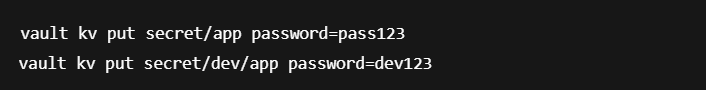 vault kv put secret/app password=pass123
vault kv put secret/dev/app password=dev123